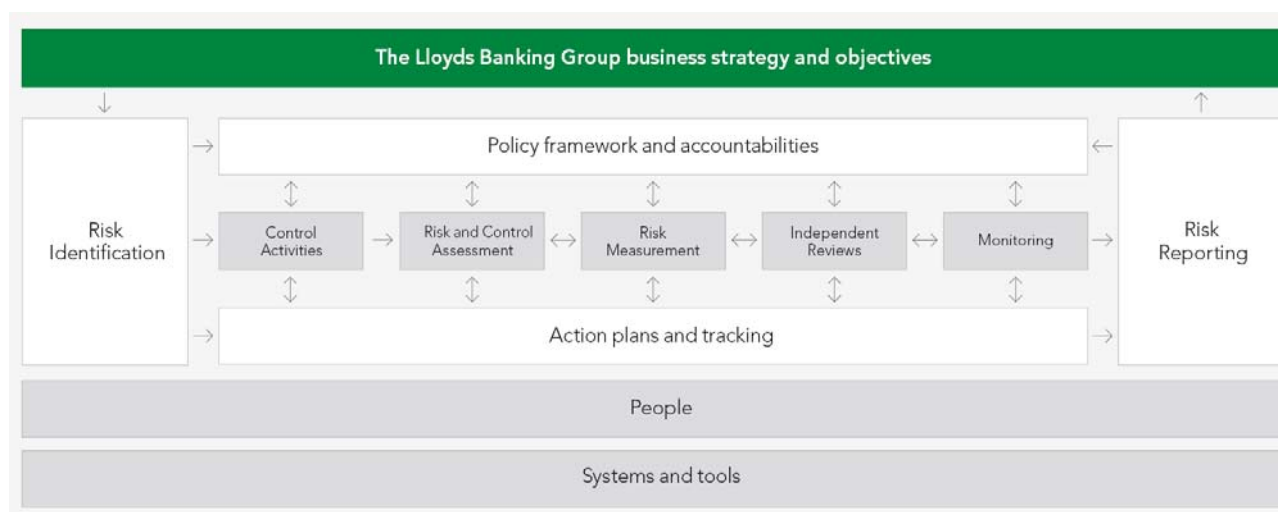 The Lloyds Banking Group business strategy and objectives
Policy framework and accountabilities
Risk
Identification
Control
Activities
Risk and Control
Assessment
Risk
Measurement
Independent
Reviews
Monitoring
Risk
Reporting
Action plans and tracking
People
Systems and tools